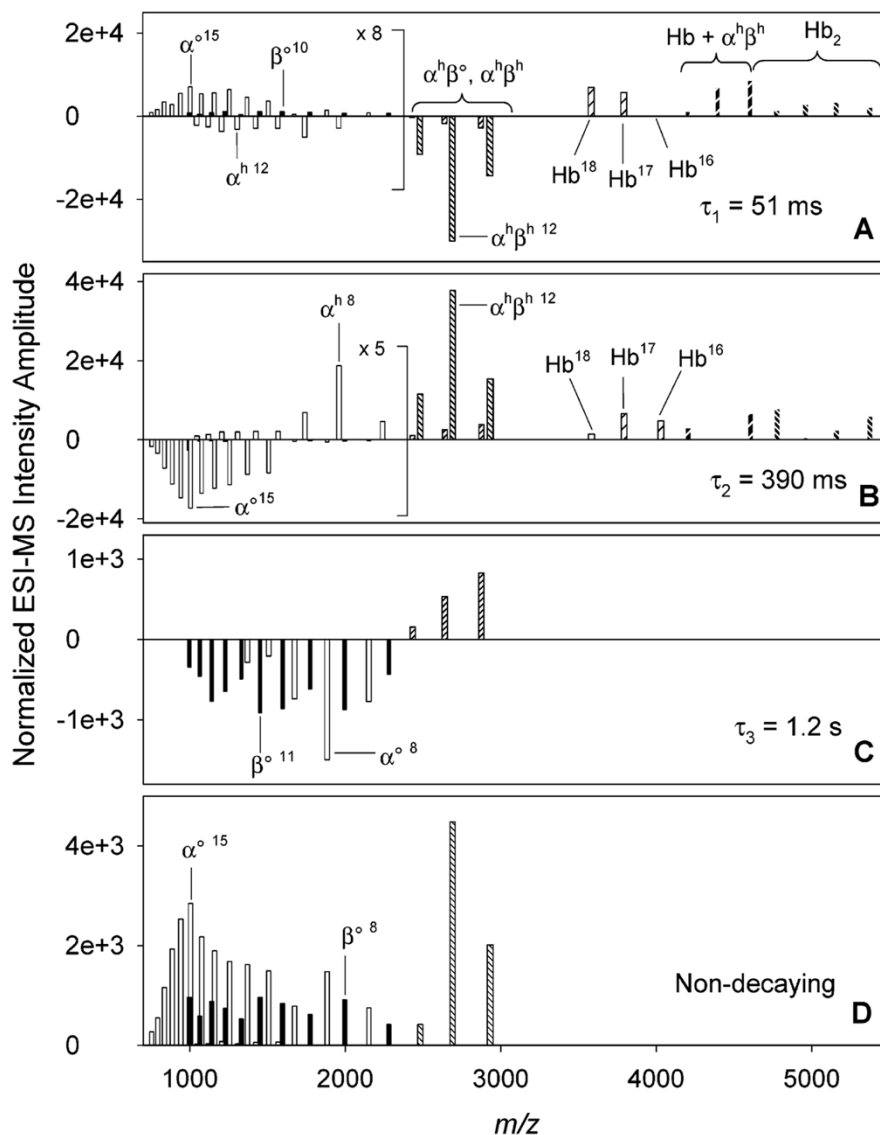 Normalized ESI-MS Intensity Amplitude
2e+4
0
-2e+4
α°15
β°10
x 8
αʰβ°, αʰβʰ
Hb + αʰβʰ
Hb₂
αʰ 12
Hb¹⁸
Hb¹⁷
Hb¹⁶
αʰβʰ 12
τ₁ = 51 ms
A
4e+4
2e+4
0
-2e+4
αʰ 8
x 5
αʰβʰ 12
Hb¹⁸
Hb¹⁷
Hb¹⁶
α°15
τ₂ = 390 ms
B
1e+3
0
-1e+3
β° 11
α° 8
τ₃ = 1.2 s
C
4e+3
2e+3
0
α° 15
β° 8
Non-decaying
D
1000 2000 3000 4000 5000
m/z